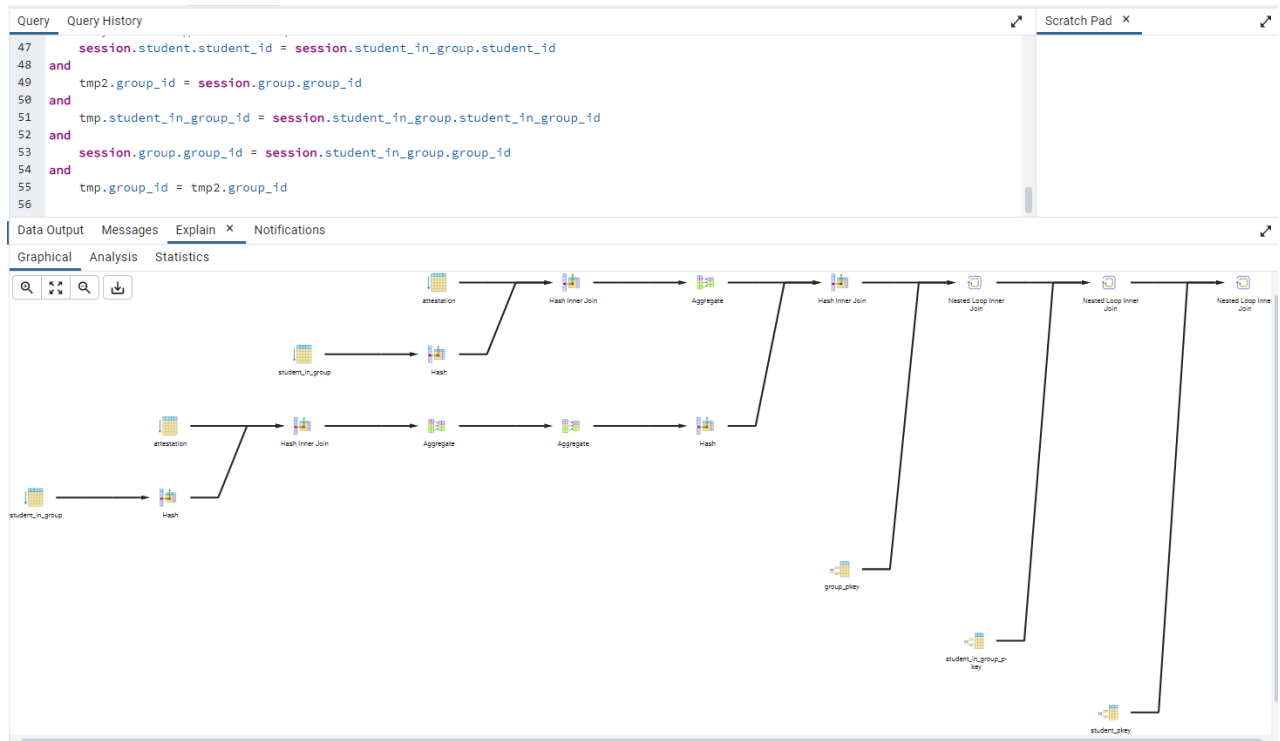 Query Query History Scratch Pad ×
47 session.student.student_id = session.student_in_group.student_id
48 and
49 tmp2.group_id = session.group.group_id
50 and
51 tmp.student_in_group_id = session.student_in_group.student_in_group_id
52 and
53 session.group.group_id = session.student_in_group.group_id
54 and
55 tmp.group_id = tmp2.group_id
56
Data Output Messages Explain × Notifications
Graphical Analysis Statistics
attestation Hash Inner Join Aggregate Hash Inner Join Nested Loop Inner Nested Loop Inner Nested Loop Inne
Join Join Join
student_in_group Hash
attestation Hash Inner Join Aggregate Aggregate Hash
student_in_group Hash
group_pkey
student_in_group_p-
key
student_pkey